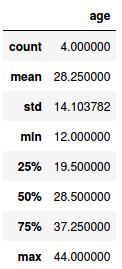 age
count 4.000000
mean 28.250000
std 14.103782
min 12.000000
25% 19.500000
50% 28.500000
75% 37.250000
max 44.000000